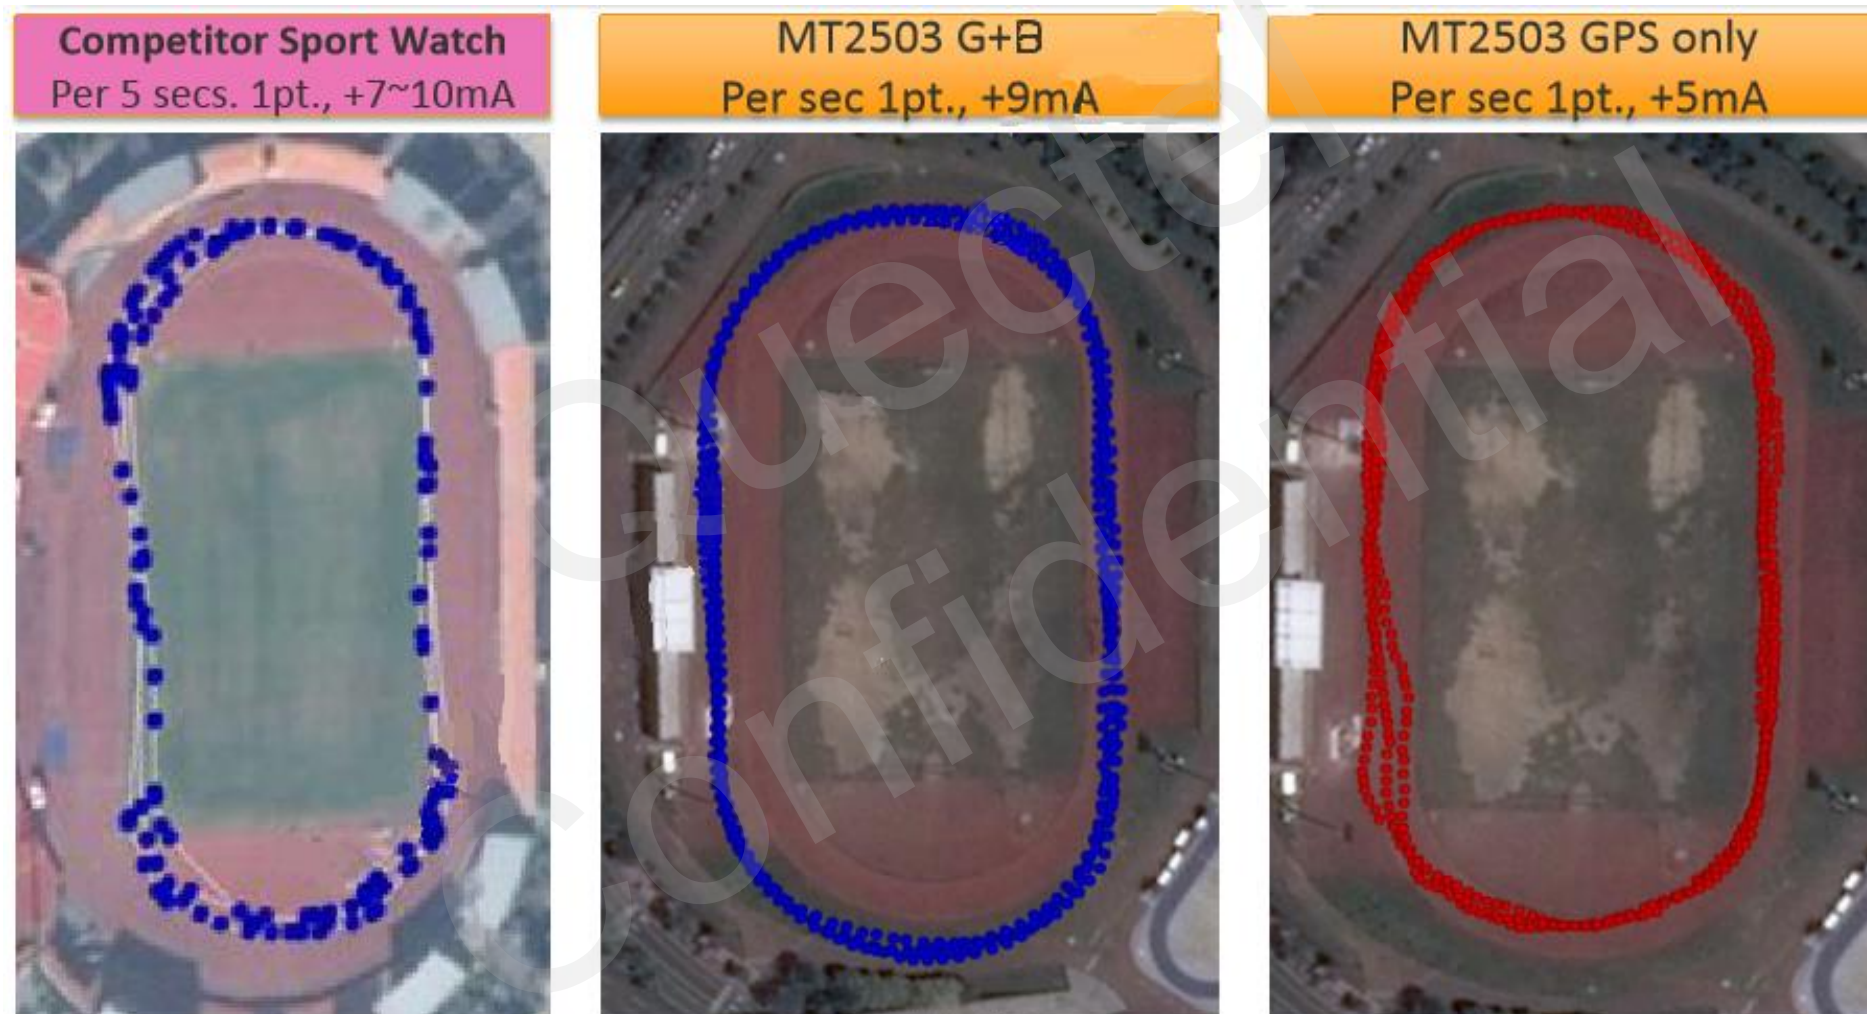 Competitor Sport Watch
Per 5 secs. 1pt., +7~10mA
MT2503 G+B
Per sec 1pt., +9mA
MT2503 GPS only
Per sec 1pt., +5mA
Quectel
Confidential